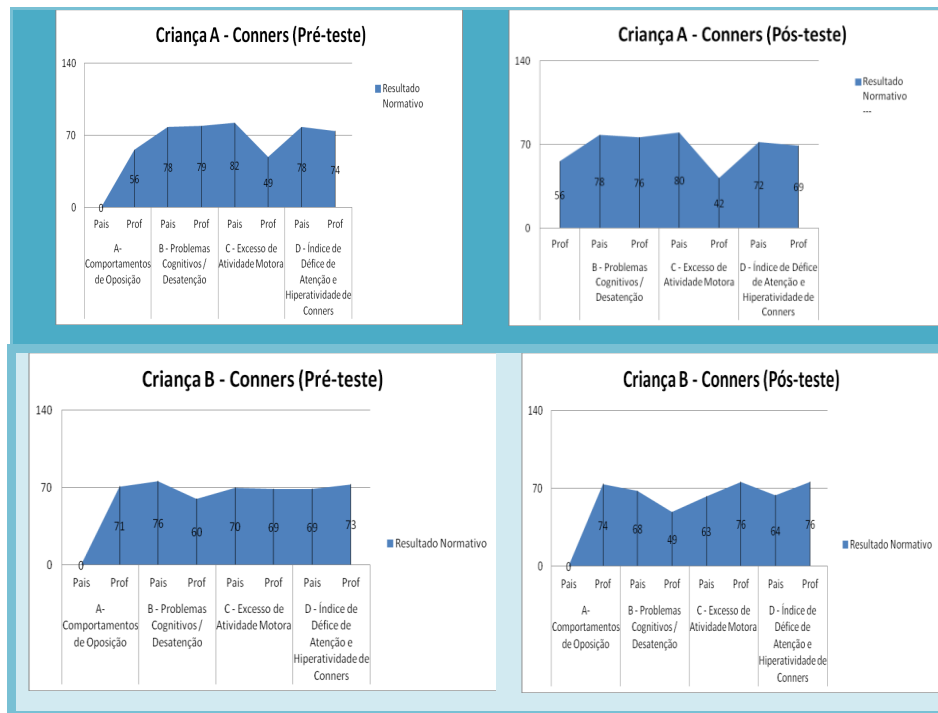 Criança A - Conners (Pré-teste)
140
70
0
Resultado
Normativo
0
56
78
79
82
49
78
74
Pais Prof Pais Prof Pais Prof Pais Prof
A-
Comportamentos
de Oposição
B - Problemas
Cognitivos /
Desatenção
C - Excesso de
Atividade Motora
D - Índice de
Défice de
Atenção e
Hiperatividade de
Conners
Criança A - Conners (Pós-teste)
140
70
0
Resultado
Normativo
---
56
78
76
80
42
72
69
Prof Pais Prof Pais Prof Pais Prof
B - Problemas
Cognitivos /
Desatenção
C - Excesso de
Atividade Motora
D - Índice de Défice
de Atenção e
Hiperatividade de
Conners
Criança B - Conners (Pré-teste)
140
70
0
Resultado Normativo
0
71
76
60
70
69
69
73
Pais Prof Pais Prof Pais Prof Pais Prof
A-
Comportamentos
de Oposição
B - Problemas
Cognitivos /
Desatenção
C - Excesso de
Atividade Motora
D - Índice de
Défice de
Atenção e
Hiperatividade de
Conners
Criança B - Conners (Pós-teste)
140
70
0
Resultado Normativo
0
74
68
49
63
76
64
76
Pais Prof Pais Prof Pais Prof Pais Prof
A-
Comportamentos
de Oposição
B - Problemas
Cognitivos /
Desatenção
C - Excesso de
Atividade Motora
D - Índice de
Défice de
Atenção e
Hiperatividade de
Conners